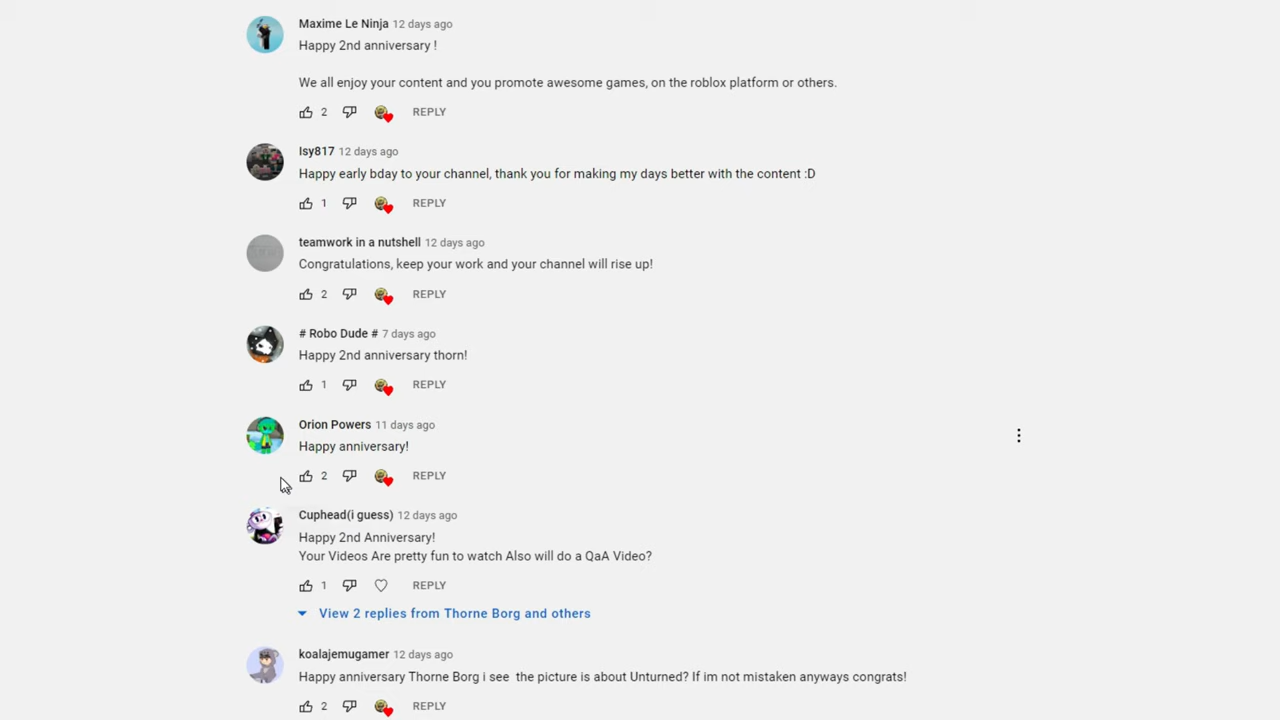 Maxime Le Ninja 12 days ago
Happy 2nd anniversary !
We all enjoy your content and you promote awesome games, on the roblox platform or others.
2 REPLY
Isy817 12 days ago
Happy early bday to your channel, thank you for making my days better with the content :D
1 REPLY
teamwork in a nutshell 12 days ago
Congratulations, keep your work and your channel will rise up!
2 REPLY
# Robo Dude # 7 days ago
Happy 2nd anniversary thorn!
1 REPLY
Orion Powers 11 days ago
Happy anniversary!
2 REPLY
Cuphead(i guess) 12 days ago
Happy 2nd Anniversary!
Your Videos Are pretty fun to watch Also will do a QaA Video?
1 REPLY
View 2 replies from Thorne Borg and others
koalajemugamer 12 days ago
Happy anniversary Thorne Borg i see  the picture is about Unturned? If im not mistaken anyways congrats!
2 REPLY